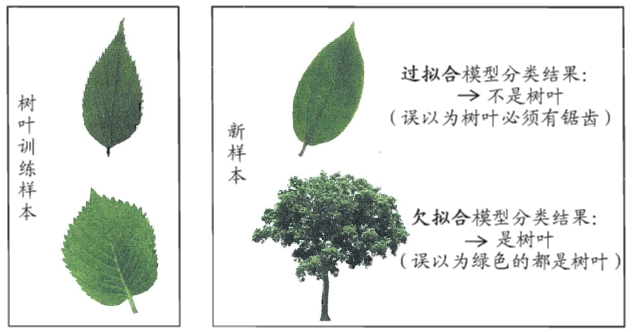 树叶训练样本
新样本
过拟合模型分类结果：
→ 不是树叶
（误以为树叶必须有锯齿）
欠拟合模型分类结果：
→ 是树叶
（误以为绿色的都是树叶）